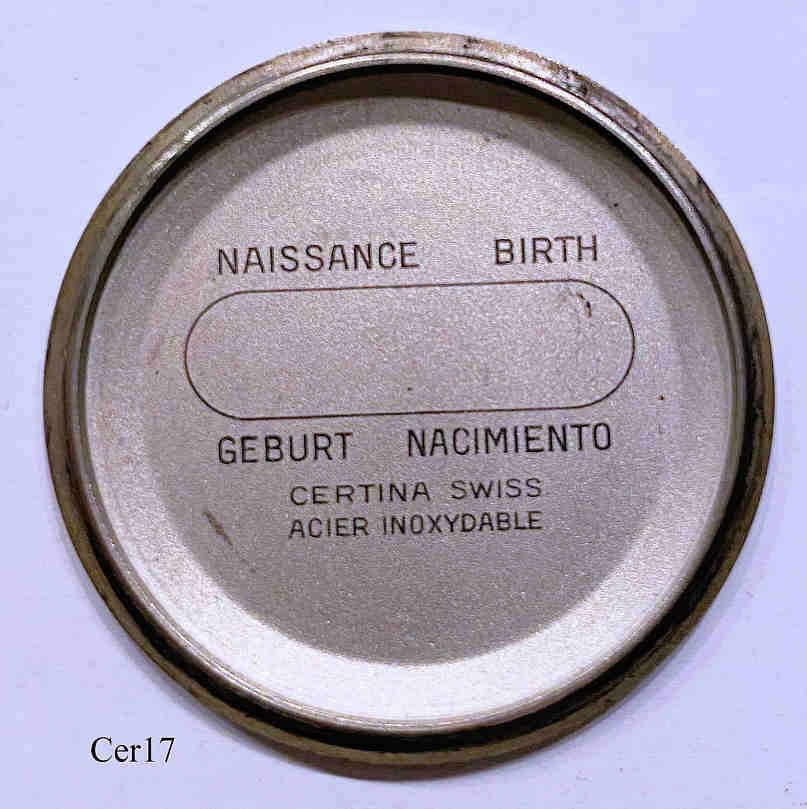 NAISSANCE BIRTH
GEBURT NACIMIENTO
CERTINA SWISS
ACIER INOXYDABLE
Cer17